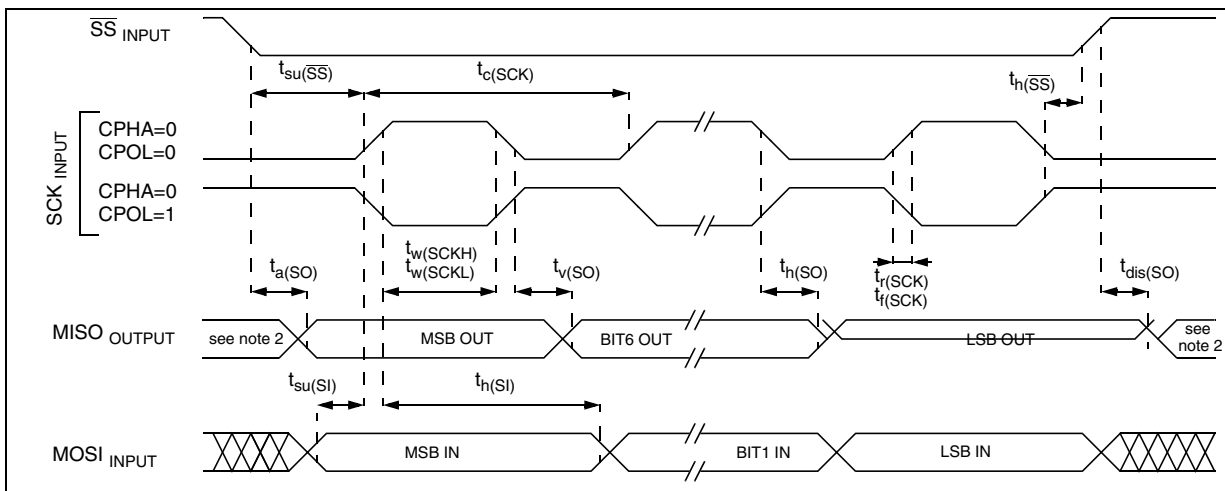 SS INPUT
tsu(SS)
tc(SCK)
th(SS)
SCK INPUT
CPHA=0
CPOL=0
CPHA=0
CPOL=1
ta(SO)
tw(SCKH)
tw(SCKL)
tv(SO)
th(SO)
tr(SCK)
tf(SCK)
tdis(SO)
MISO OUTPUT
see note 2
MSB OUT
BIT6 OUT
LSB OUT
see
note 2
tsu(SI)
th(SI)
MOSI INPUT
MSB IN
BIT1 IN
LSB IN